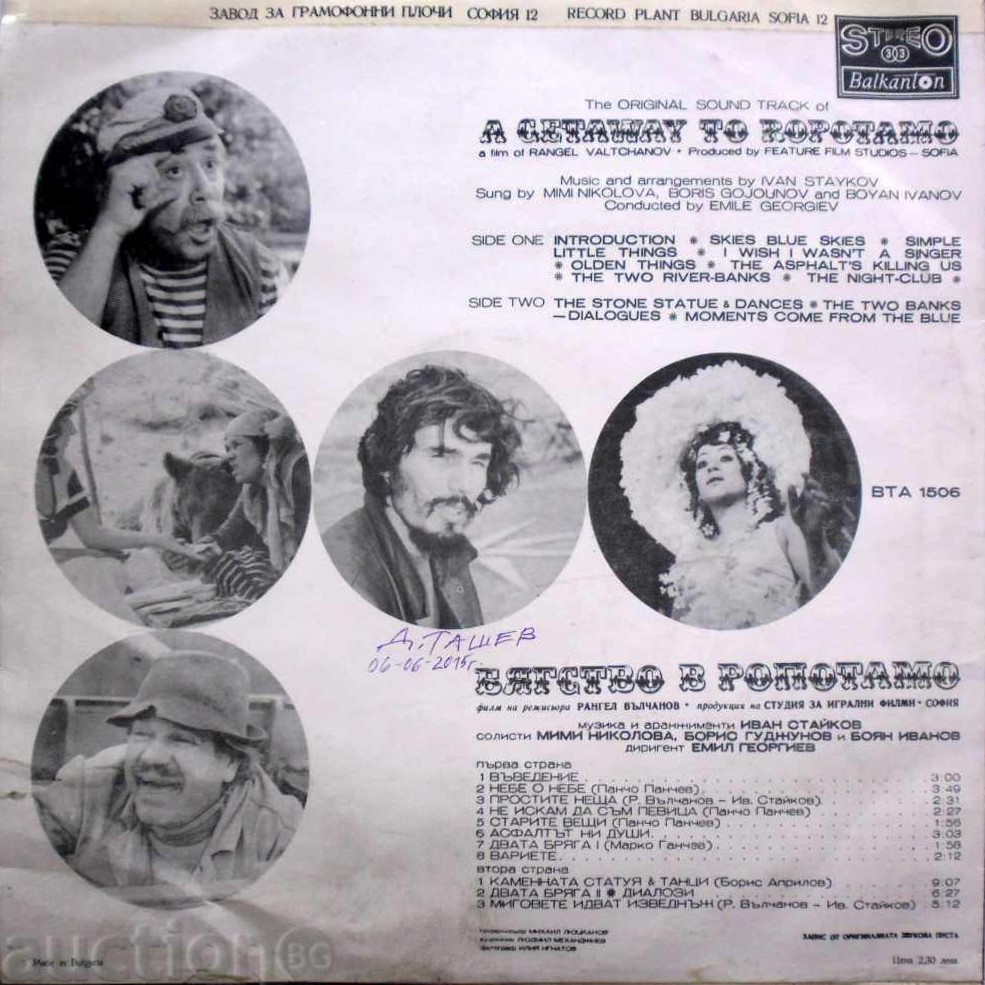 ЗАВОД ЗА ГРАМОФОННИ ПЛОЧИ СОФИЯ 12 RECORD PLANT BULGARIA SOFIA 12
STEREO
303
Balkanton
The ORIGINAL SOUND TRACK of
A GETAWAY TO ROPOTAMO
a film of RANGEL VALTCHANOV • Produced by FEATURE FILM STUDIOS — SOFIA
Music and arrangements by IVAN STAYKOV
Sung by MIMI NIKOLOVA, BORIS GOJOUNOV and BOYAN IVANOV
Conducted by EMILE GEORGIEV
SIDE ONE INTRODUCTION * SKIES BLUE SKIES * SIMPLE
LITTLE THINGS * I WISH I WASN'T A SINGER
* OLDEN THINGS * THE ASPHALT'S KILLING US
* THE TWO RIVER-BANKS * THE NIGHT-CLUB *
SIDE TWO THE STONE STATUE & DANCES * THE TWO BANKS
—DIALOGUES * MOMENTS COME FROM THE BLUE
ВТА 1506
Д. ТАШЕВ
06-06-2015г.
БЯГСТВО В РОПОТАМО
филм на режисьора РАНГЕЛ ВЪЛЧАНОВ • продукция на СТУДИЯ ЗА ИГРАЛНИ ФИЛМИ • СОФИЯ
музика и аранжименти ИВАН СТАЙКОВ
солисти МИМИ НИКОЛОВА, БОРИС ГУДЖУНОВ и БОЯН ИВАНОВ
диригент ЕМИЛ ГЕОРГИЕВ
първа страна
1 ВЪВЕДЕНИЕ 3:00
2 НЕБЕ О НЕБЕ (Панчо Панчев) 3:49
3 ПРОСТИТЕ НЕЩА (Р. Вълчанов – Ив. Стайков) 2:31
4 НЕ ИСКАМ ДА СЪМ ПЕВИЦА (Панчо Панчев) 2:27
5 СТАРИТЕ ВЕЩИ (Панчо Панчев) 1:56
6 АСФАЛТЪТ НИ ДУШИ 3:03
7 ДВАТА БРЯГА I (Марко Ганчев) 1:58
8 ВАРИЕТЕ 2:12
втора страна
1 КАМЕННАТА СТАТУЯ & ТАНЦИ (Борис Априлов) 9:07
2 ДВАТА БРЯГА II * ДИАЛОЗИ 6:27
3 МИГОВЕТЕ ИДВАТ ИЗВЕДНЪЖ (Р. Вълчанов – Ив. Стайков) 5:12
МИХАИЛ ЛЮЦКАНОВ
художник ЛЮДМИЛ МЕХАНДЖИЕВ
фотограф ИЛИЯ ИГНАТОВ
ЗАПИС ОТ ОРИГИНАЛНАТА ЗВУКОВА ПИСТА
Made in Bulgaria
Цена 2,30 лева
auction BG